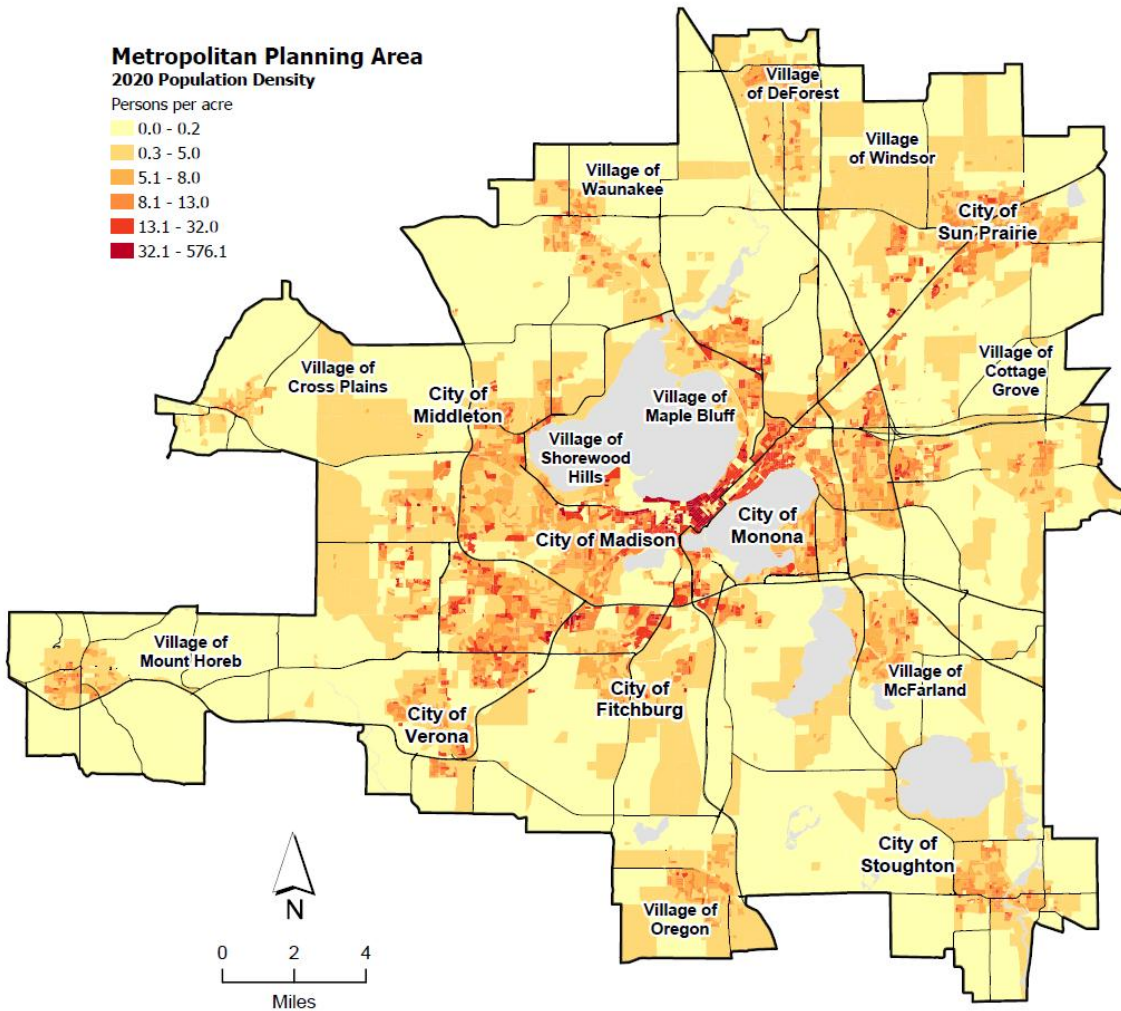 Metropolitan Planning Area
2020 Population Density
Persons per acre
0.0 - 0.2
0.3 - 5.0
5.1 - 8.0
8.1 - 13.0
13.1 - 32.0
32.1 - 576.1
Village
of DeForest
Village
of Windsor
Village of
Waunakee
City of
Sun Prairie
Village of
Cross Plains
City of
Middleton
Village of
Maple Bluff
Village of
Cottage
Grove
Village of
Shorewood
Hills
City of Madison
City of
Monona
Village of
Mount Horeb
City of
Verona
City of
Fitchburg
Village of
McFarland
City of
Stoughton
Village of
Oregon
N
0 2 4
Miles